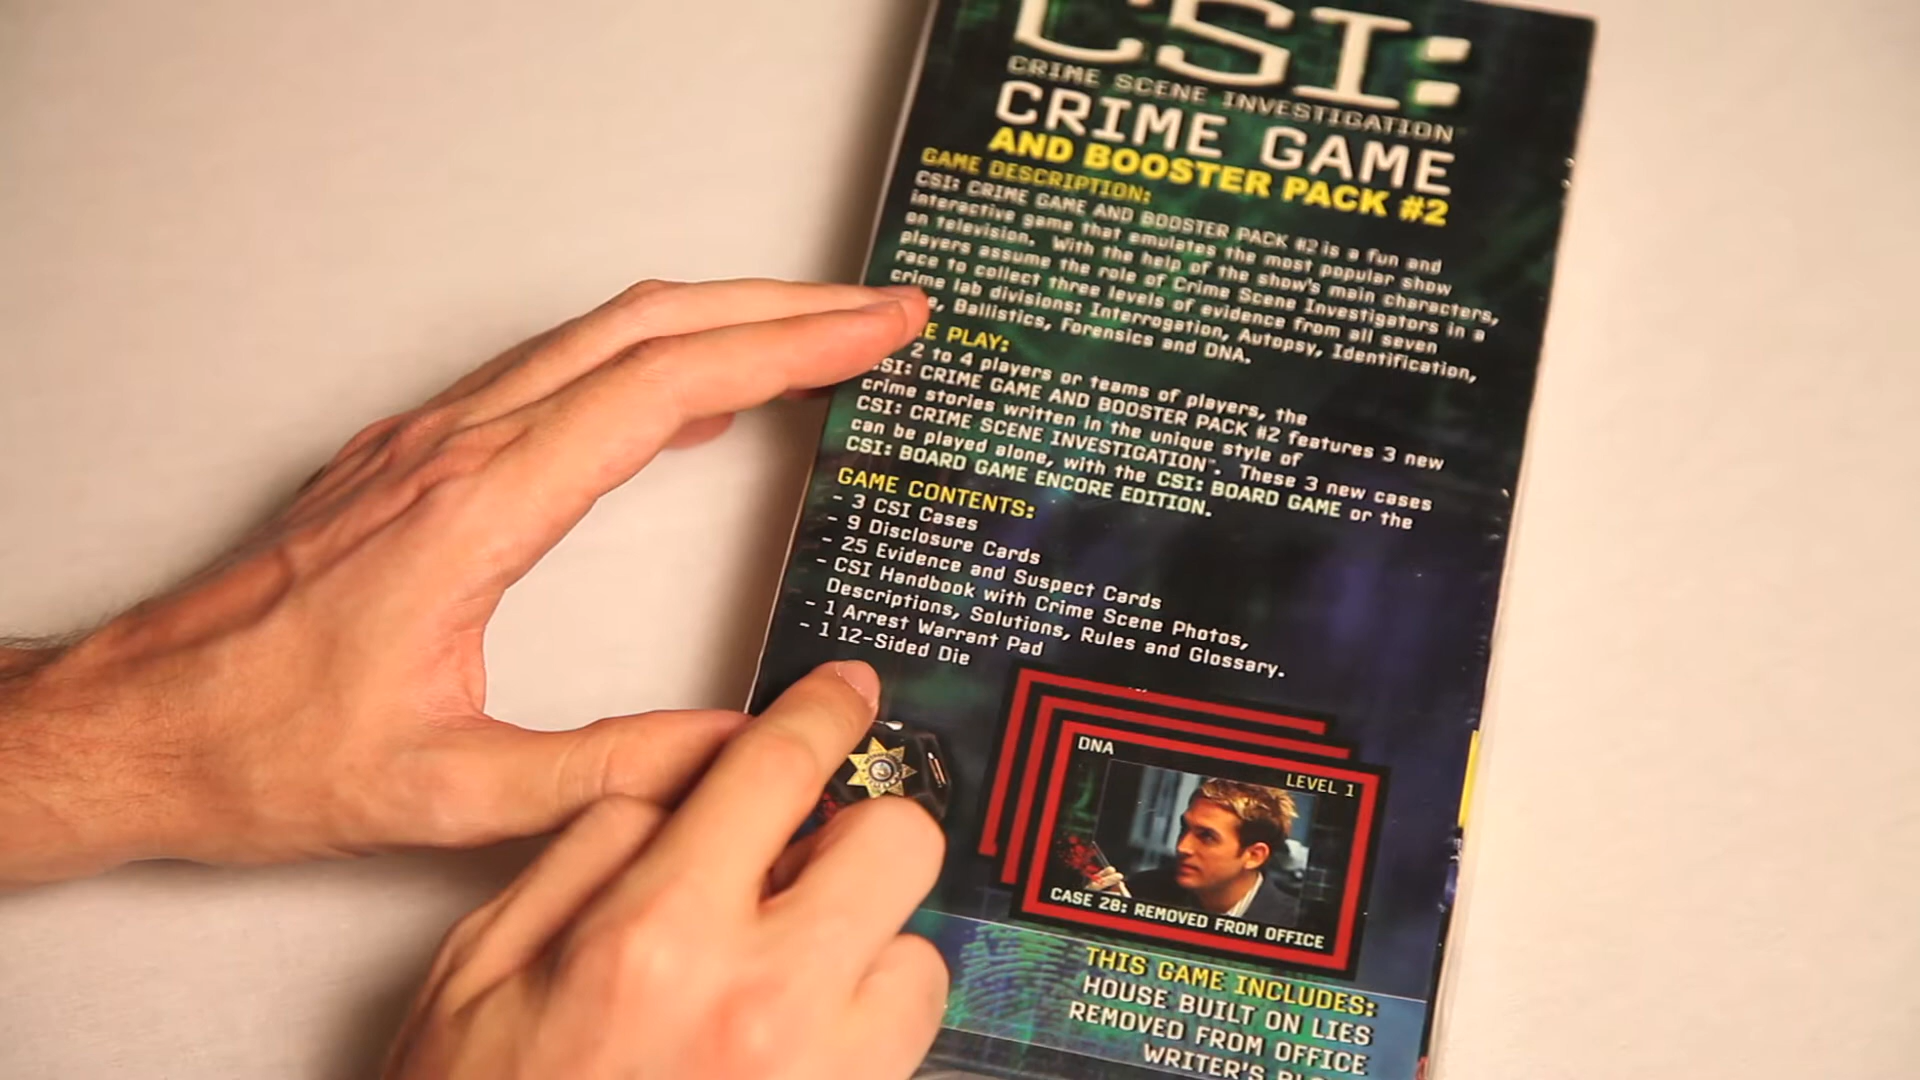 CSI:
CRIME SCENE INVESTIGATION
CRIME GAME
AND BOOSTER PACK #2
GAME DESCRIPTION:
CSI: CRIME GAME AND BOOSTER PACK #2 is a fun and
interactive game that emulates the most popular show
on television. With the help of the show's main characters,
players assume the role of Crime Scene Investigators in a
race to collect three levels of evidence from all seven
crime lab divisions: Interrogation, Autopsy, Identification,
Ballistics, Forensics and DNA.
PLAY:
2 to 4 players or teams of players, the
CSI: CRIME GAME AND BOOSTER PACK #2 features 3 new
crime stories written in the unique style of
CSI: CRIME SCENE INVESTIGATION™. These 3 new cases
can be played alone, with the CSI: BOARD GAME or the
CSI: BOARD GAME ENCORE EDITION.
GAME CONTENTS:
- 3 CSI Cases
- 9 Disclosure Cards
- 25 Evidence and Suspect Cards
- CSI Handbook with Crime Scene Photos,
Descriptions, Solutions, Rules and Glossary.
- 1 Arrest Warrant Pad
- 1 12-Sided Die
DNA
LEVEL 1
CASE 28: REMOVED FROM OFFICE
THIS GAME INCLUDES:
HOUSE BUILT ON LIES
REMOVED FROM OFFICE
WRITER'S